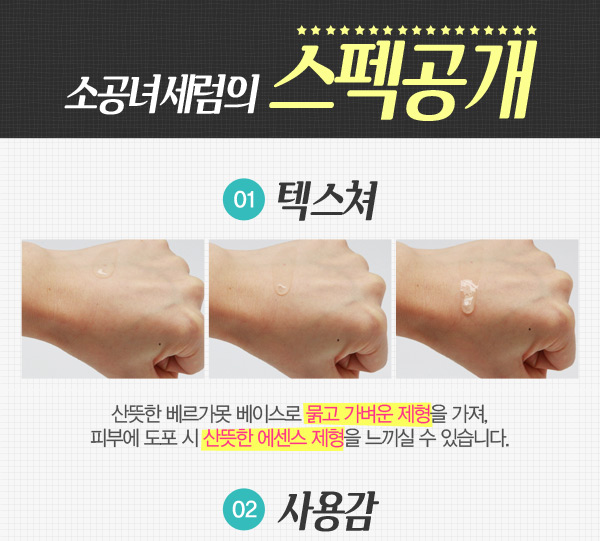 소공녀세럼의 스펙공개
01 텍스쳐
산뜻한 베르가못 베이스로 묽고 가벼운 제형을 가져,
피부에 도포 시 산뜻한 에센스 제형을 느끼실 수 있습니다.
02 사용감